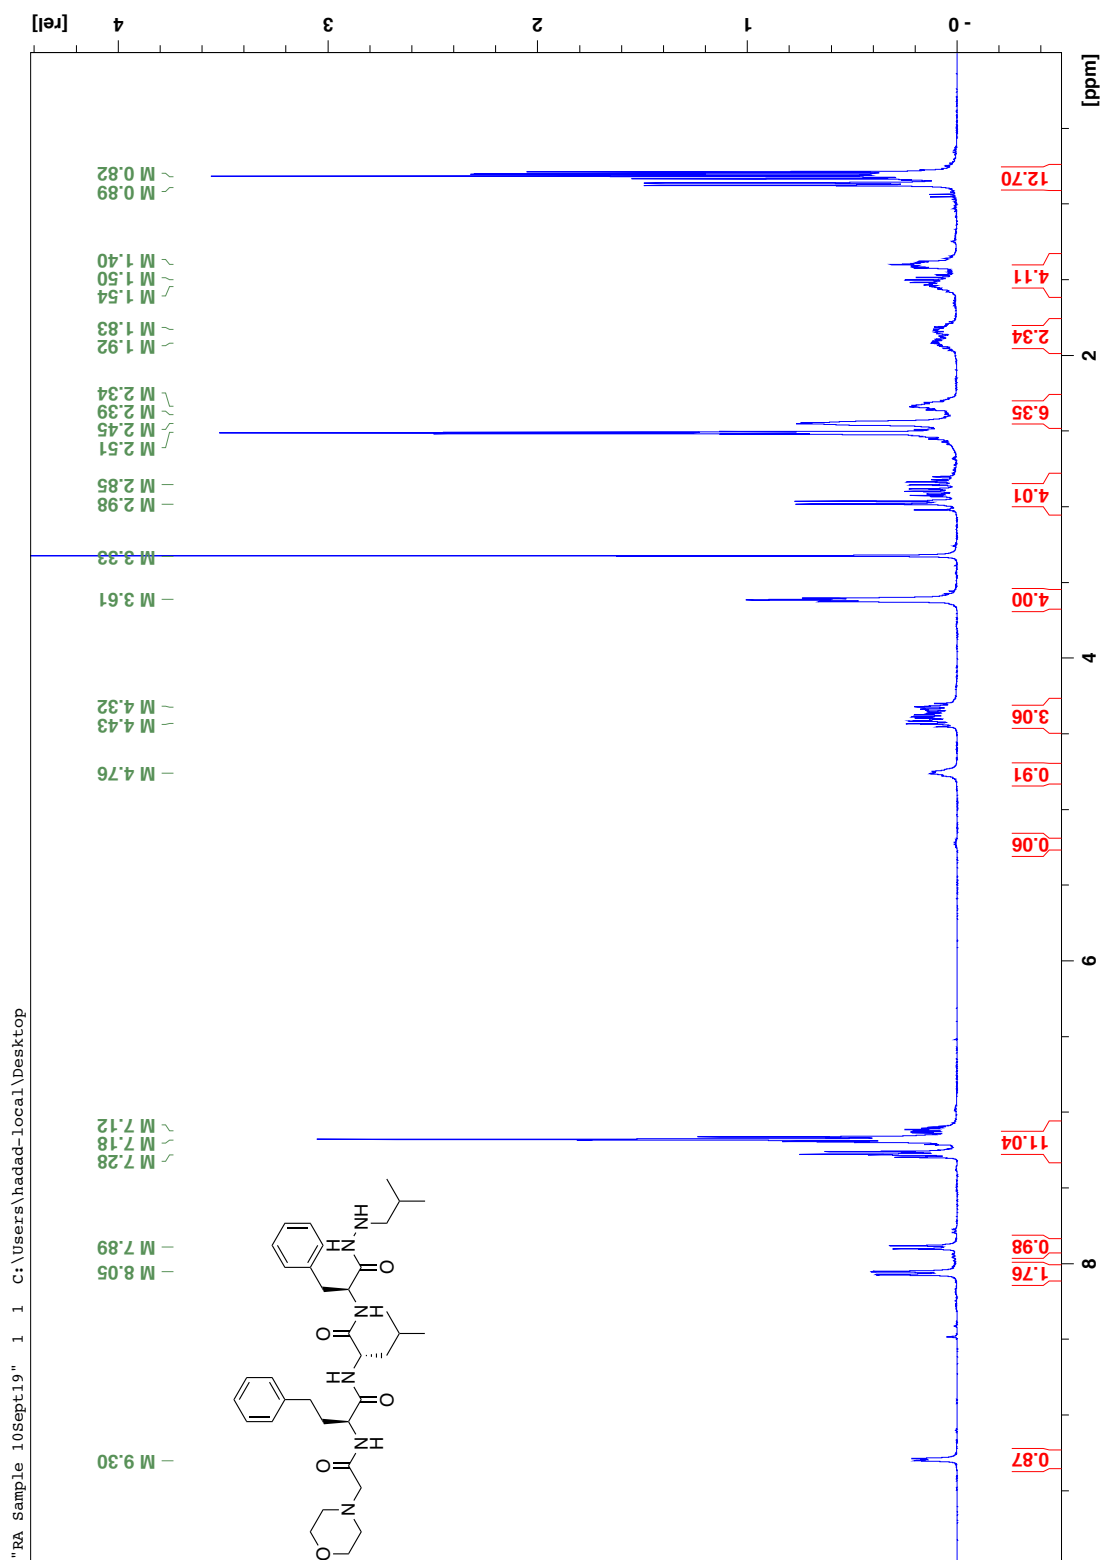 "RA Sample 10Sept19" 1 1 C:\Users\hadad-local\Desktop
[rel]
4
3
2
1
0 -
M 9.30
M 8.05
M 7.89
M 7.28
M 7.18
M 7.12
M 4.76
M 4.43
M 4.32
M 3.61
M 3.33
M 2.98
M 2.85
M 2.51
M 2.45
M 2.39
M 2.34
M 1.92
M 1.83
M 1.54
M 1.50
M 1.40
M 0.89
M 0.82
O
N
O
N
H
O
H
N
O
N
H
O
H
N
NH
0.87
1.76
0.98
11.04
0.06
0.91
3.06
4.00
4.01
6.35
2.34
4.11
12.70
8
6
4
2
[ppm]